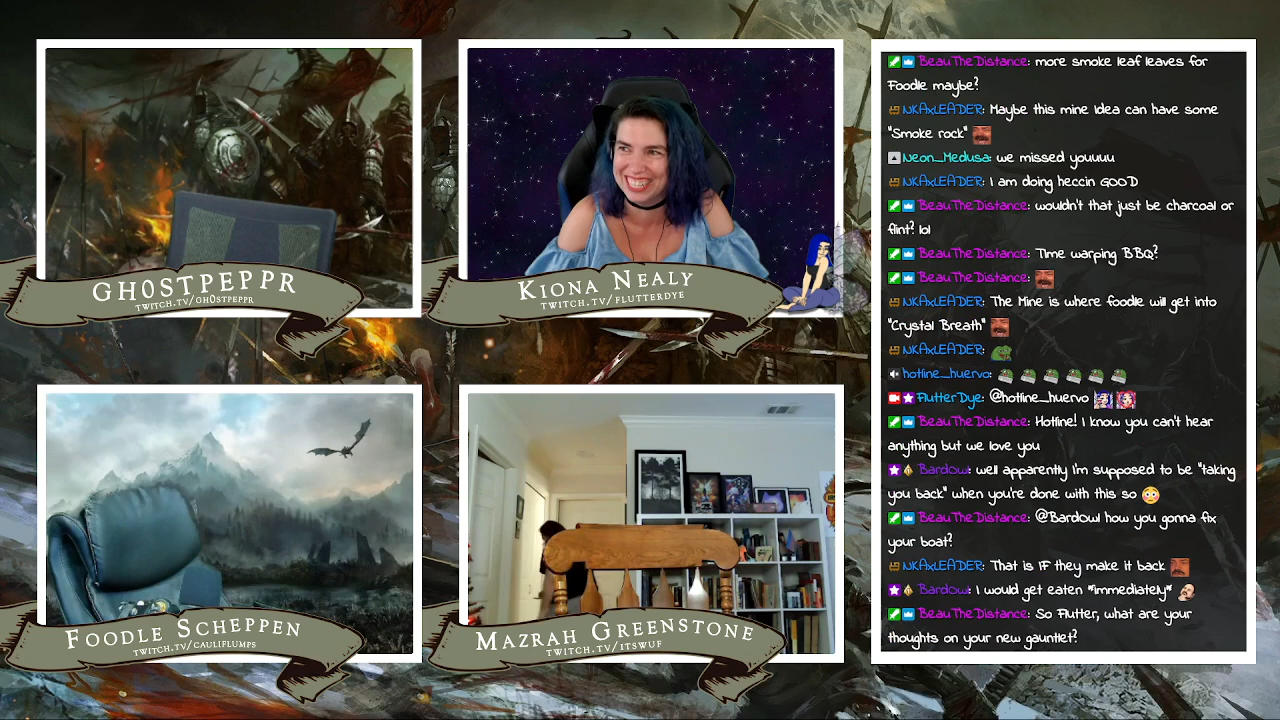 GH0STPEPPR
TWITCH.TV/0H0STPEPPR
KIONA NEALY
TWITCH.TV/FLUTTERDYE
FOODLE SCHEPPEN
TWITCH.TV/CAULIFLUMPS
MAZRAH GREENSTONE
TWITCH.TV/ITSWUF
BeauTheDistance: more smoke leaf leaves for
Foodle maybe?
NKAxLEADER: Maybe this mine Idea can have some
"Smoke rock"
Neon_Medusa: we missed youuuu
NKAxLEADER: I am doing heccin GOOD
BeauTheDistance: wouldn't that just be charcoal or
flint? lol
BeauTheDistance: Time warping BBQ?
BeauTheDistance:
NKAxLEADER: The Mine is where foodle will get into
"Crystal Breath"
NKAxLEADER:
hotline_huervo:
FlutterDye: @hotline_huervo
BeauTheDistance: Hotline! I know you can't hear
anything but we love you
BardOwl: well apparently i'm supposed to be "taking
you back" when you're done with this so
BeauTheDistance: @BardOwl how you gonna fix
your boat?
NKAxLEADER: That is IF they make it back
BardOwl: I would get eaten *immediately*
BeauTheDistance: So Flutter, what are your
thoughts on your new gauntlet?